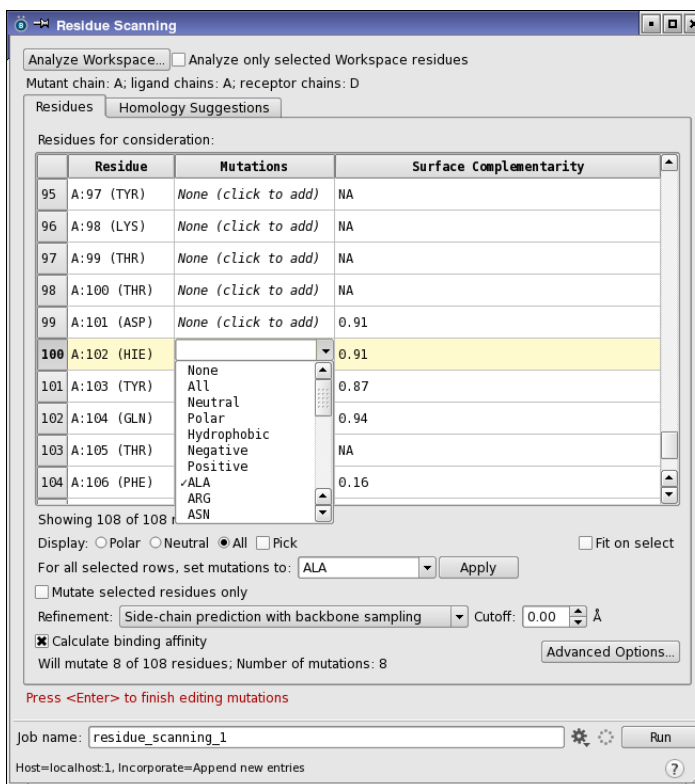 Residue Scanning
Analyze Workspace... Analyze only selected Workspace residues
Mutant chain: A; ligand chains: A; receptor chains: D
Residues Homology Suggestions
Residues for consideration:
Residue Mutations Surface Complementarity
95 A:97 (TYR) None (click to add) NA
96 A:98 (LYS) None (click to add) NA
97 A:99 (THR) None (click to add) NA
98 A:100 (THR) None (click to add) NA
99 A:101 (ASP) None (click to add) 0.91
100 A:102 (HIE) 0.91
None
All
101 A:103 (TYR) 0.87
Neutral
Polar
102 A:104 (GLN) 0.94
Hydrophobic
Negative
103 A:105 (THR) NA
Positive
✓ALA
104 A:106 (PHE) 0.16
ARG
ASN
Showing 108 of 108
Display: Polar Neutral All Pick Fit on select
For all selected rows, set mutations to: ALA Apply
Mutate selected residues only
Refinement: Side-chain prediction with backbone sampling Cutoff: 0.00 Å
Calculate binding affinity
Will mutate 8 of 108 residues; Number of mutations: 8 Advanced Options...
Press <Enter> to finish editing mutations
Job name: residue_scanning_1 Run
Host=localhost:1, Incorporate=Append new entries ?